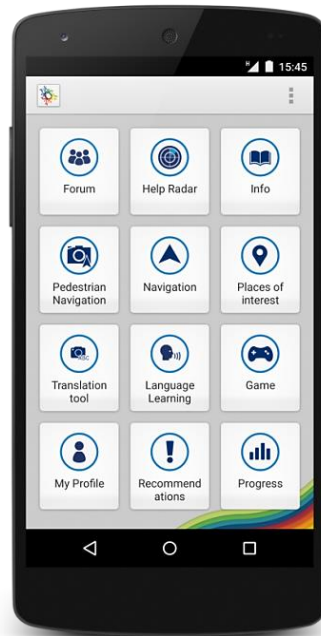 15:45
Forum
Help Radar
Info
Pedestrian
Navigation
Navigation
Places of
interest
ABC
Translation
tool
Language
Learning
Game
My Profile
Recommend
ations
Progress